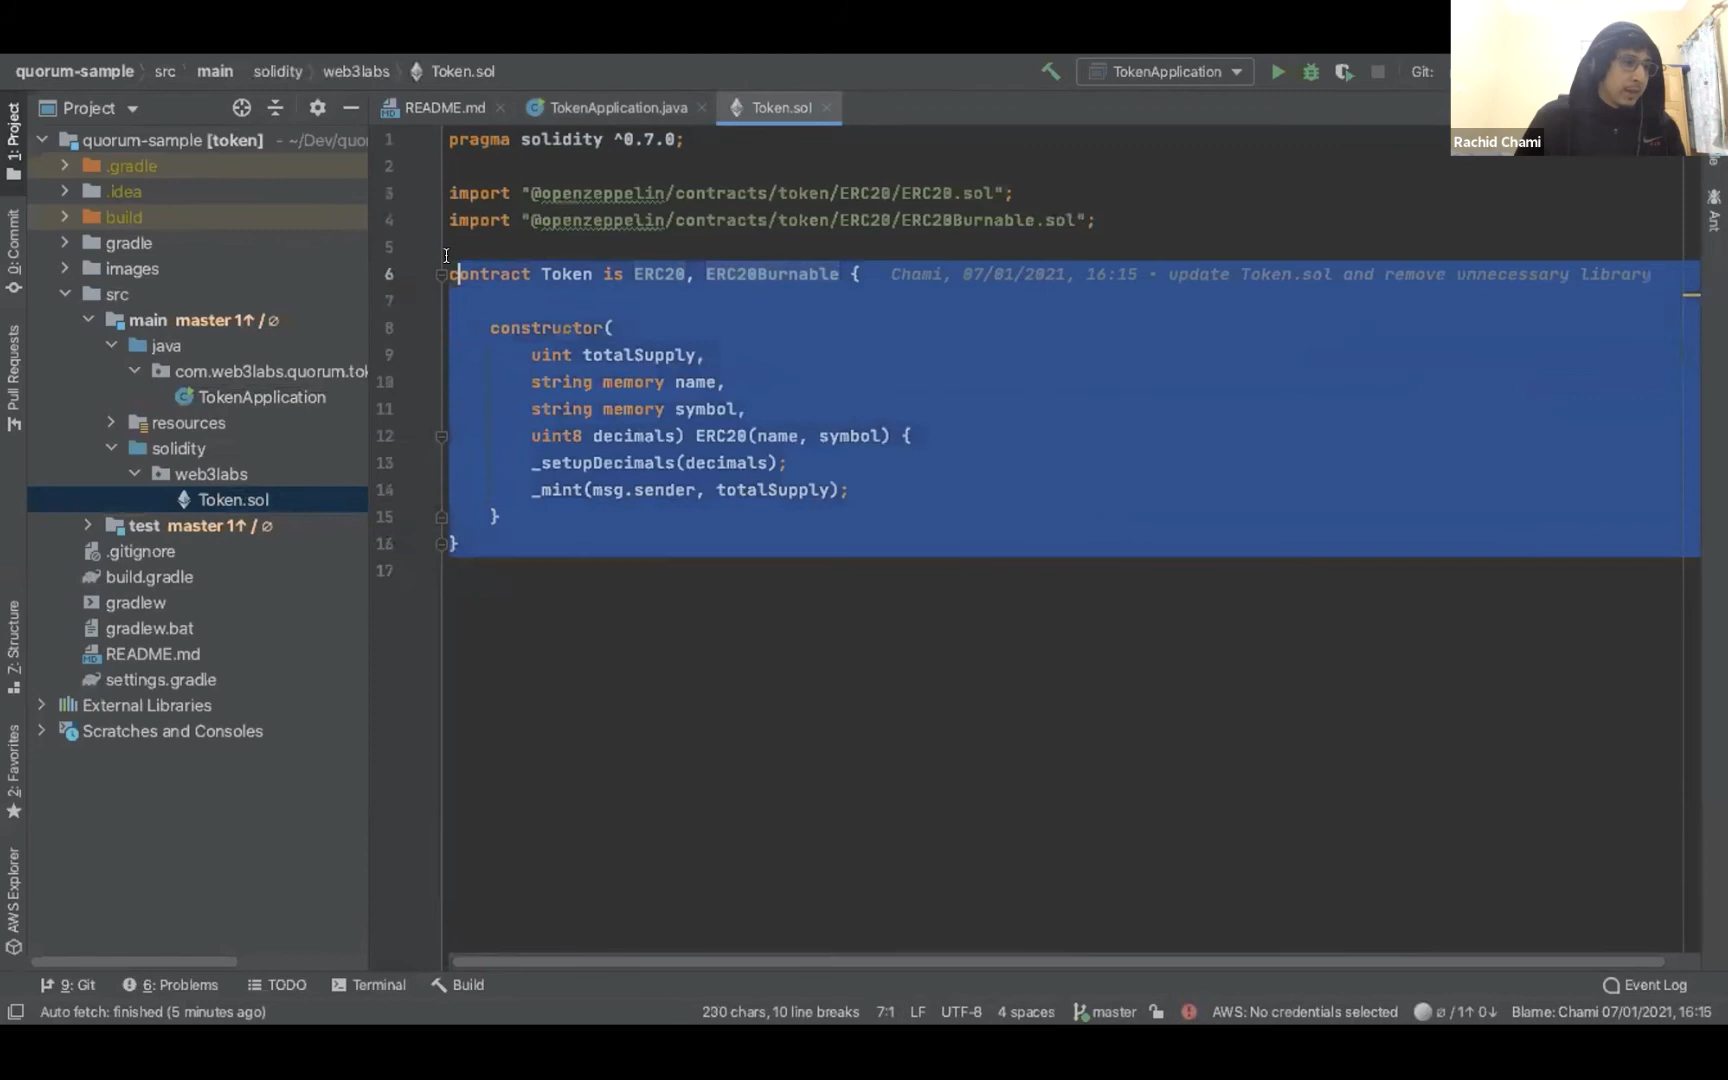 quorum-sample src main solidity web3labs Token.sol
TokenApplication
Git:
Rachid Chami
1: Project
0: Commit
Pull Requests
Z: Structure
2: Favorites
AWS Explorer
Project
quorum-sample [token] - ~/Dev/quo
.gradle
.idea
build
gradle
images
src
main master 1↑ / ∅
java
com.web3labs.quorum.tok
TokenApplication
resources
solidity
web3labs
Token.sol
test master 1↑ / ∅
.gitignore
build.gradle
gradlew
gradlew.bat
README.md
settings.gradle
External Libraries
Scratches and Consoles
README.md TokenApplication.java Token.sol
1 pragma solidity ^0.7.0;
2
3 import "@openzeppelin/contracts/token/ERC20/ERC20.sol";
4 import "@openzeppelin/contracts/token/ERC20/ERC20Burnable.sol";
5
6 contract Token is ERC20, ERC20Burnable { Chami, 07/01/2021, 16:15 · update Token.sol and remove unnecessary library
7
8 constructor(
9 uint totalSupply,
10 string memory name,
11 string memory symbol,
12 uint8 decimals) ERC20(name, symbol) {
13 _setupDecimals(decimals);
14 _mint(msg.sender, totalSupply);
15 }
16 }
17
Ant
9: Git 6: Problems TODO Terminal Build Event Log
Auto fetch: finished (5 minutes ago) 230 chars, 10 line breaks 7:1 LF UTF-8 4 spaces master AWS: No credentials selected ∅ / 1↑ 0↓ Blame: Chami 07/01/2021, 16:15